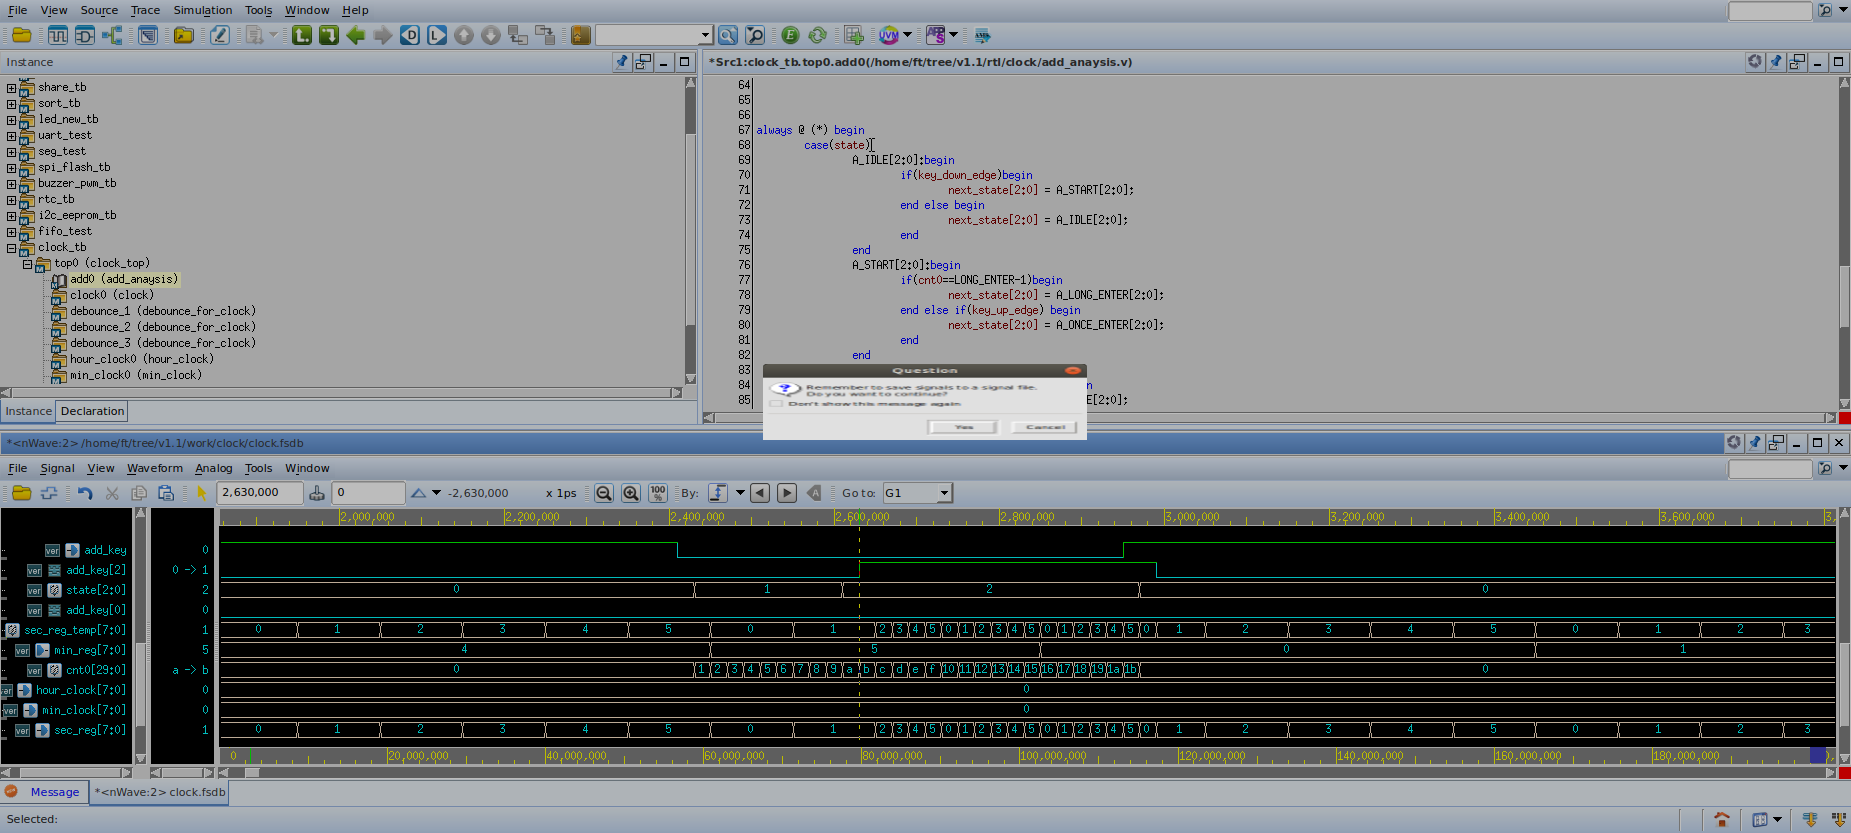 File View Source Trace Simulation Tools Window Help
Instance
*Src1:clock_tb.top0.add0(/home/ft/tree/v1.1/rtl/clock/add_anaysis.v)
share_tb
sort_tb
led_new_tb
uart_test
seg_test
spi_flash_tb
buzzer_pwm_tb
rtc_tb
i2c_eeprom_tb
fifo_test
clock_tb
top0 (clock_top)
add0 (add_anaysis)
clock0 (clock)
debounce_1 (debounce_for_clock)
debounce_2 (debounce_for_clock)
debounce_3 (debounce_for_clock)
hour_clock0 (hour_clock)
min_clock0 (min_clock)
Instance Declaration
64
65
66
67 always @ (*) begin
68 case(state)
69 A_IDLE[2:0]:begin
70 if(key_down_edge)begin
71 next_state[2:0] = A_START[2:0];
72 end else begin
73 next_state[2:0] = A_IDLE[2:0];
74 end
75 end
76 A_START[2:0]:begin
77 if(cnt0==LONG_ENTER-1)begin
78 next_state[2:0] = A_LONG_ENTER[2:0];
79 end else if(key_up_edge) begin
80 next_state[2:0] = A_ONCE_ENTER[2:0];
81 end
82 end
83
84 n
85 E[2:0];
Question
Remember to save signals to a signal file.
Do you want to continue?
Don't show this message again
Yes Cancel
*<nWave:2> /home/ft/tree/v1.1/work/clock/clock.fsdb
File Signal View Waveform Analog Tools Window
2,630,000 0 -2,630,000 x 1ps 100% By: Go to: G1
2,000,000 2,200,000 2,400,000 2,600,000 2,800,000 3,000,000 3,200,000 3,400,000 3,600,000 3,
ver add_key 0
ver add_key[2] 0 -> 1
ver state[2:0] 2 0 1 2 0
ver add_key[0] 0
sec_reg_temp[7:0] 1 0 1 2 3 4 5 0 1 2 3 4 5 0 1 2 3 4 5 0 1 2 3 4 5 0 1 2 3 4 5 0 1 2 3
ver min_reg[7:0] 5 4 5 0 1
ver cnt0[29:0] a -> b 0 1 2 3 4 5 6 7 8 9 a b c d e f 10 11 12 13 14 15 16 17 18 19 1a 1b 0
ver hour_clock[7:0] 0 0
ver min_clock[7:0] 0 0
ver sec_reg[7:0] 1 0 1 2 3 4 5 0 1 2 3 4 5 0 1 2 3 4 5 0 1 2 3 4 5 0 1 2 3 4 5 0 1 2 3
0 20,000,000 40,000,000 60,000,000 80,000,000 100,000,000 120,000,000 140,000,000 160,000,000 180,000,000
Message *<nWave:2> clock.fsdb
Selected: